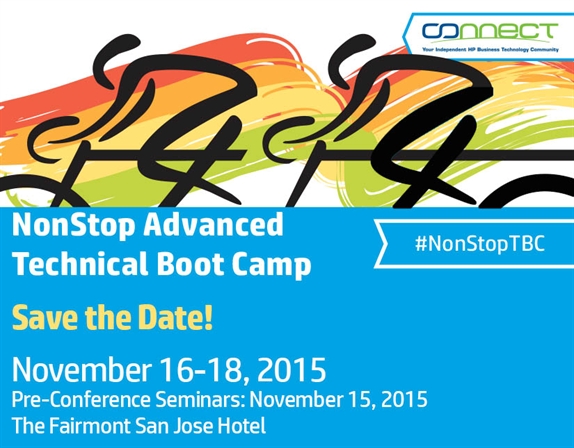 CONNECT
Your Independent HP Business Technology Community
NonStop Advanced
Technical Boot Camp
#NonStopTBC
Save the Date!
November 16-18, 2015
Pre-Conference Seminars: November 15, 2015
The Fairmont San Jose Hotel